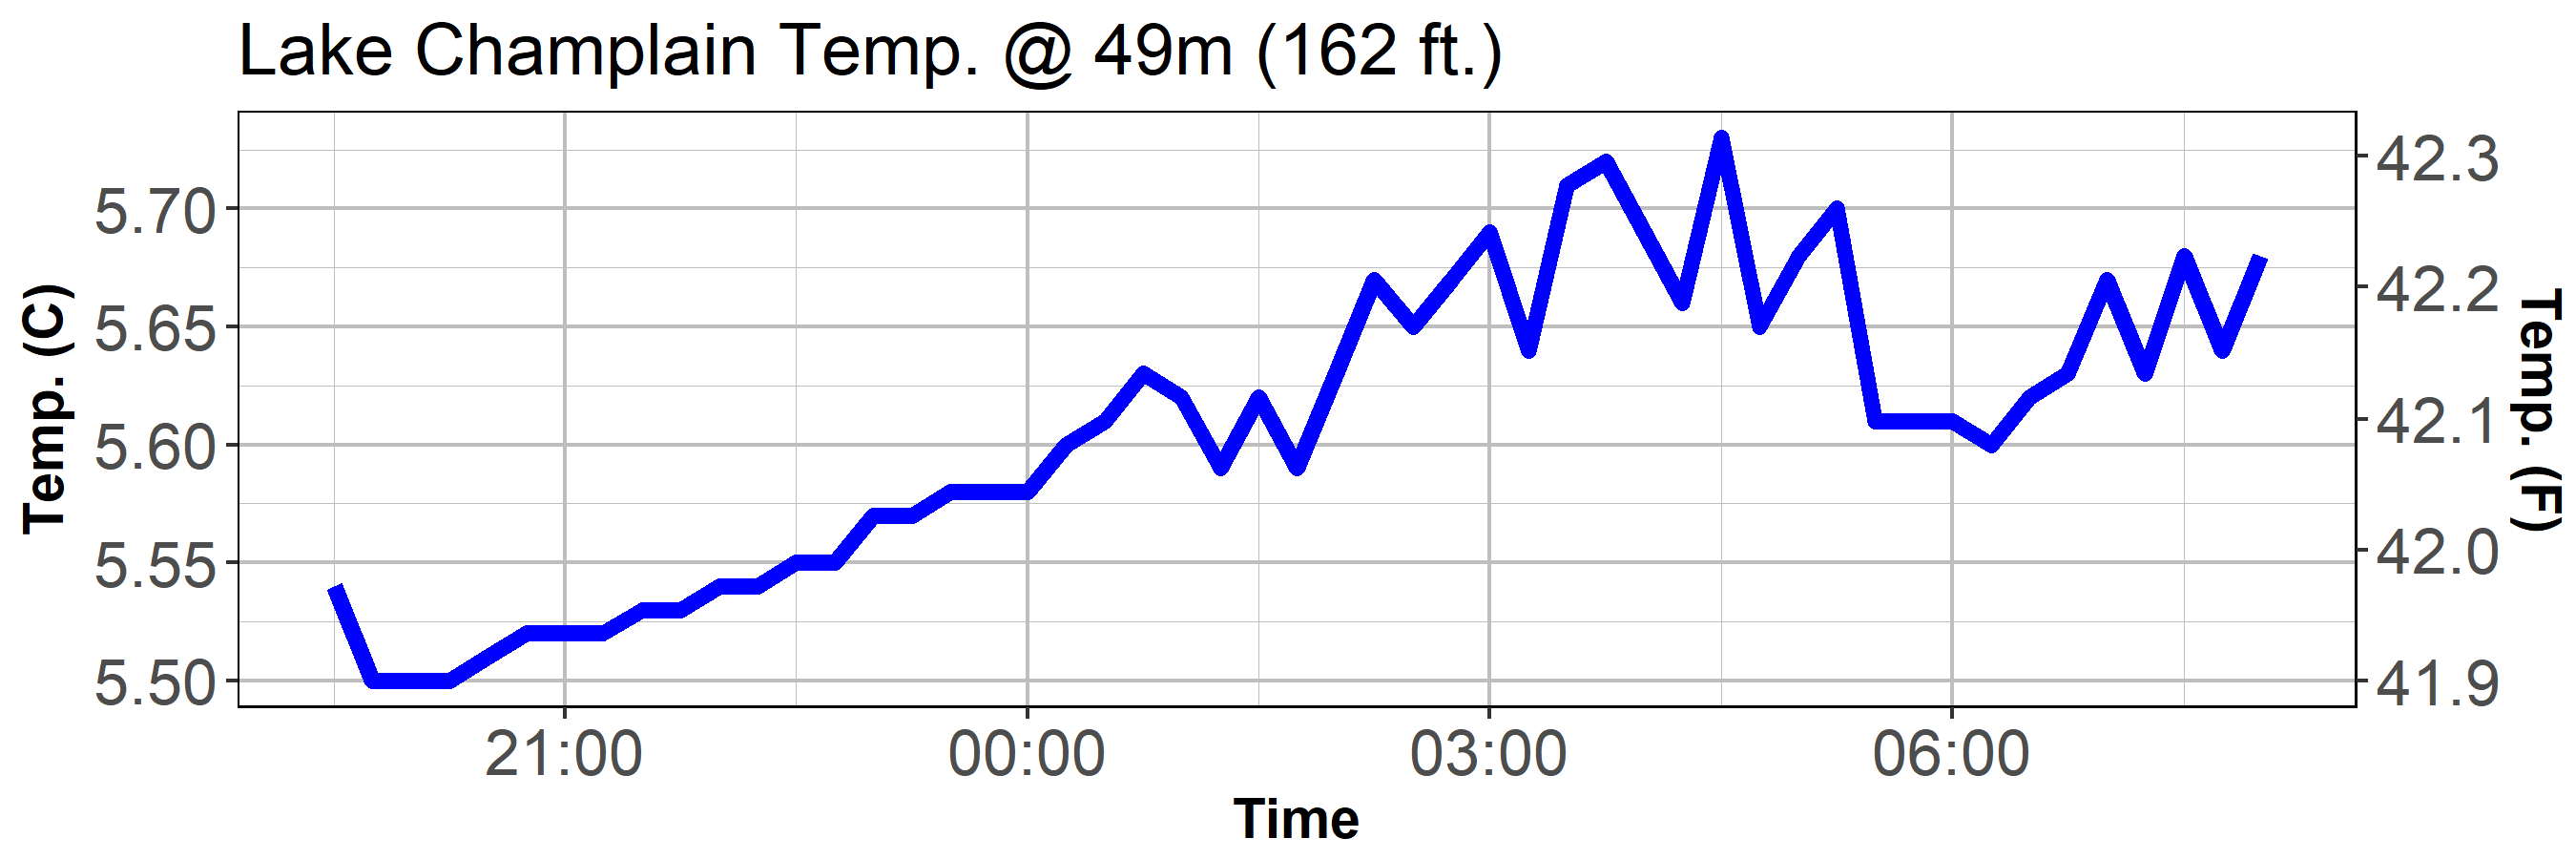 Lake Champlain Temp. @ 49m (162 ft.)
Temp. (C)
5.70
5.65
5.60
5.55
5.50
42.3
42.2
42.1
42.0
41.9
Temp. (F)
21:00 00:00 03:00 06:00
Time